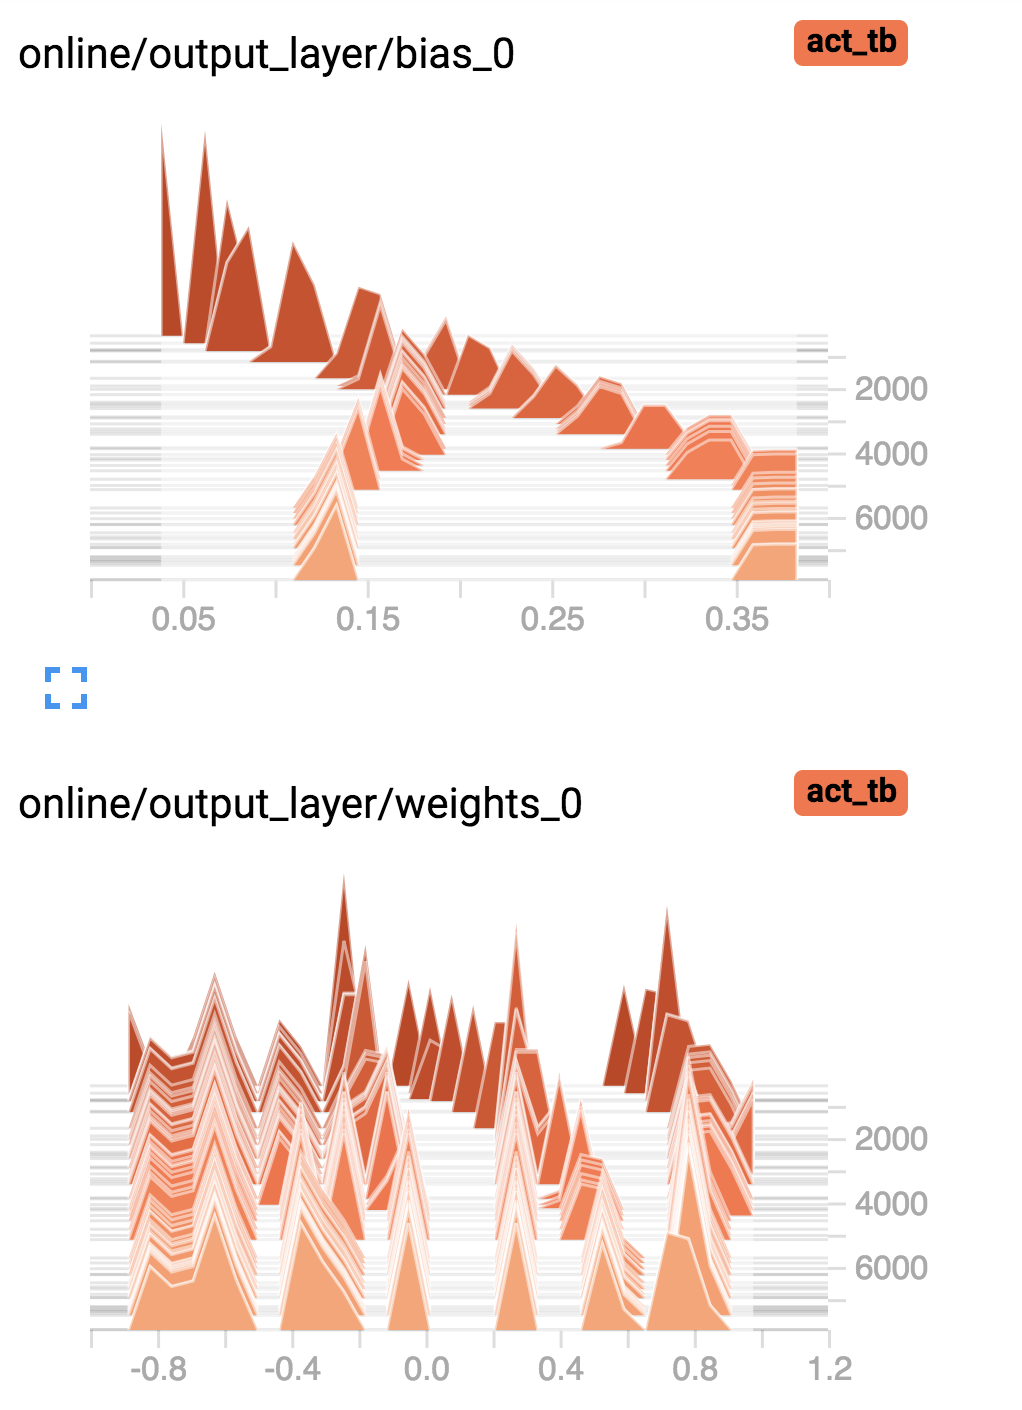 online/output_layer/bias_0
act_tb
2000
4000
6000
0.05 0.15 0.25 0.35
online/output_layer/weights_0
act_tb
2000
4000
6000
-0.8 -0.4 0.0 0.4 0.8 1.2